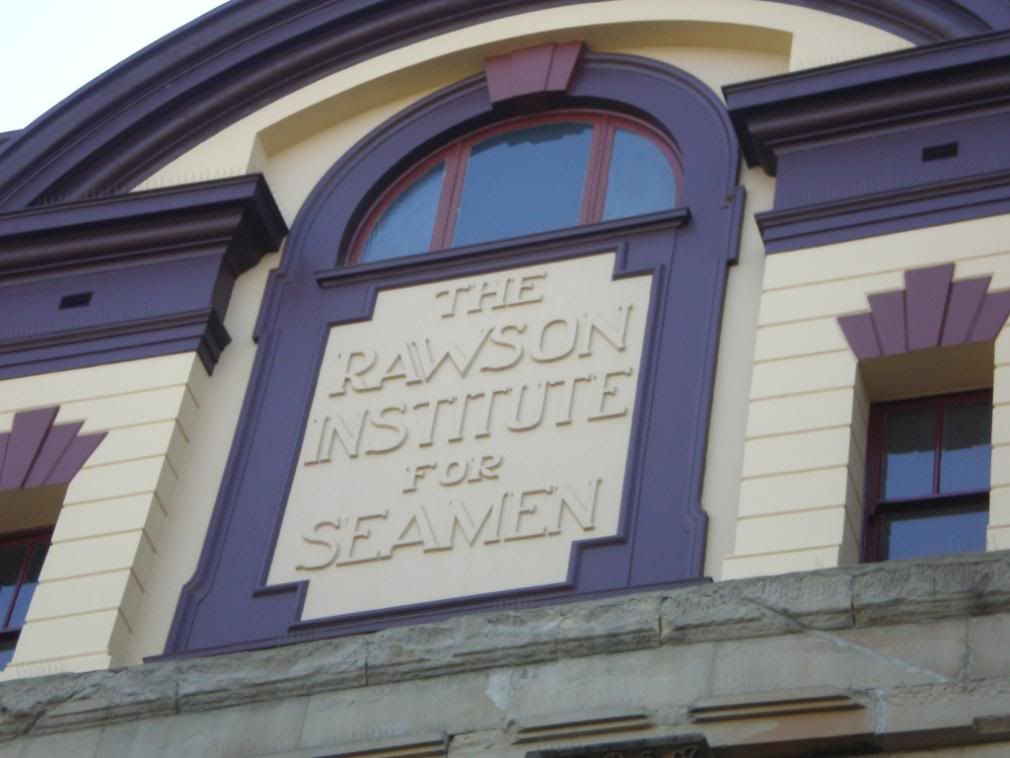 THE
RAWSON
INSTITUTE
FOR
SEAMEN